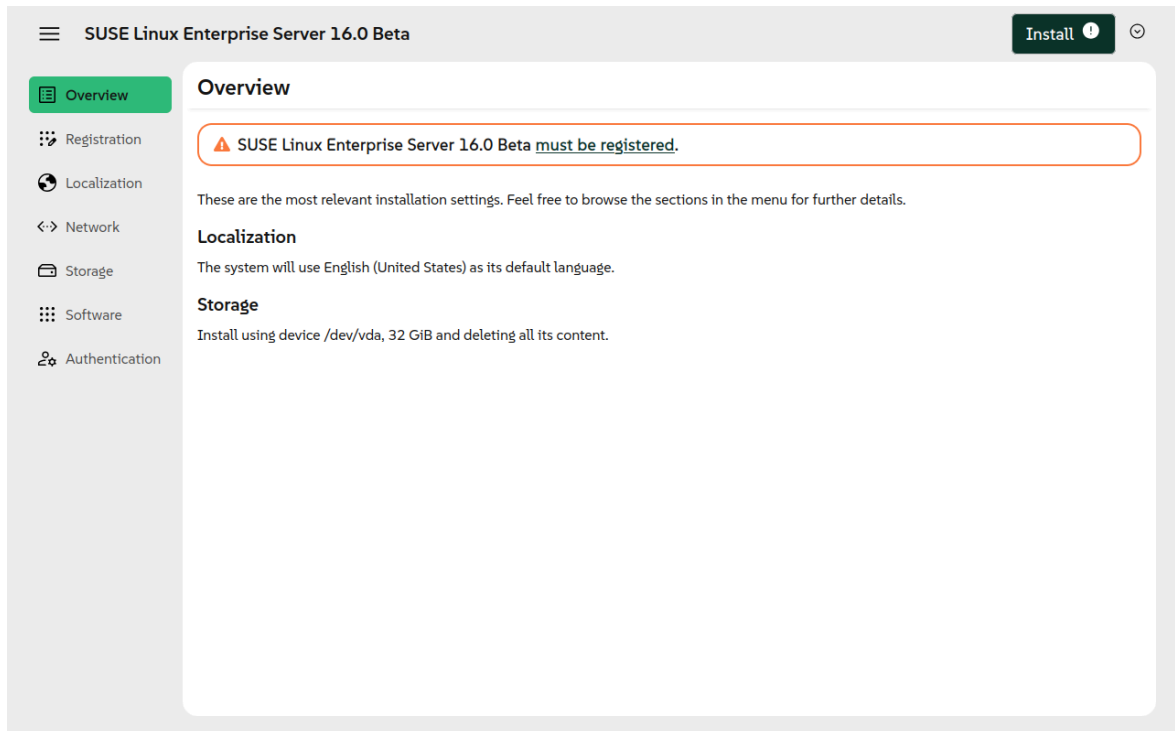 SUSE Linux Enterprise Server 16.0 Beta
Install
Overview
Registration
Localization
Network
Storage
Software
Authentication
Overview
SUSE Linux Enterprise Server 16.0 Beta must be registered.
These are the most relevant installation settings. Feel free to browse the sections in the menu for further details.
Localization
The system will use English (United States) as its default language.
Storage
Install using device /dev/vda, 32 GiB and deleting all its content.